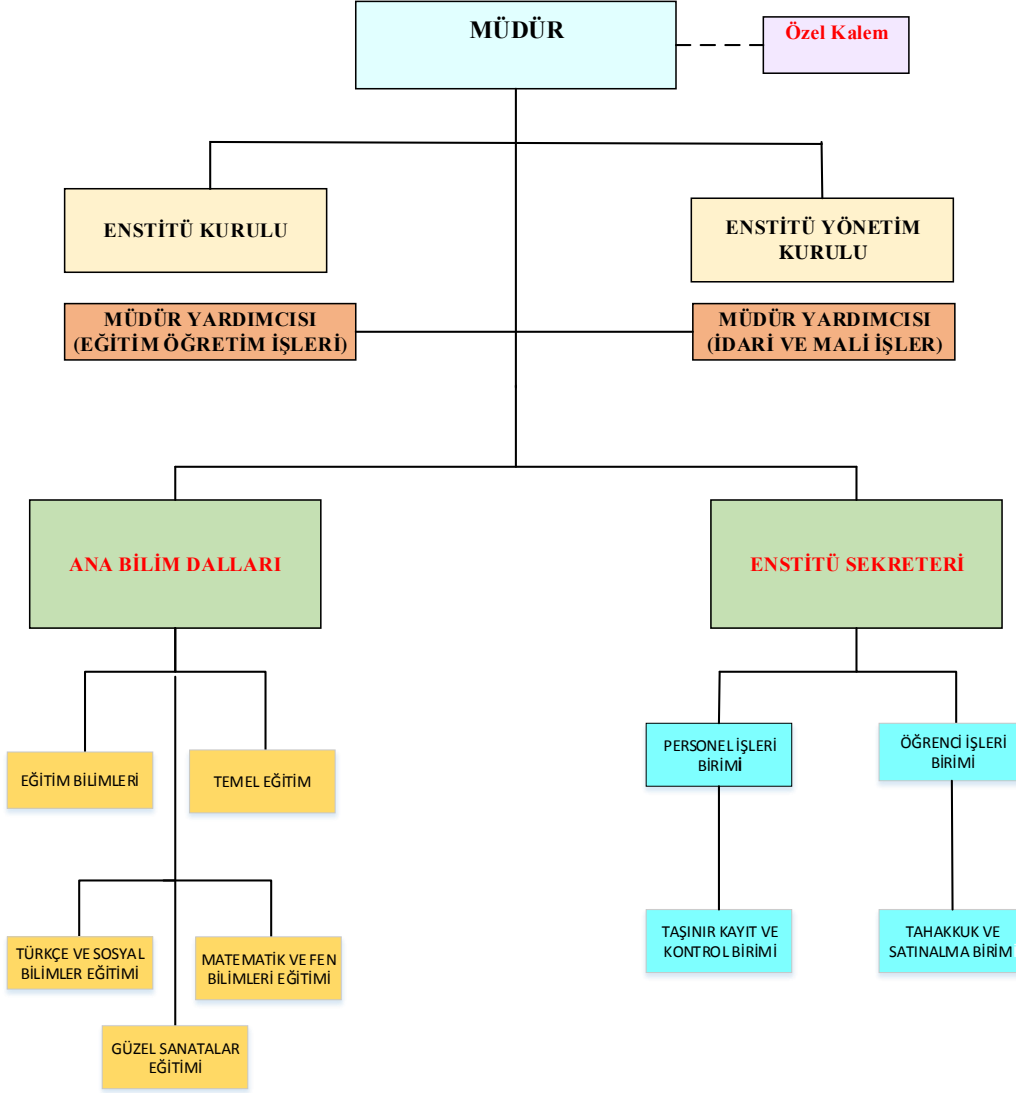 MÜDÜR
Özel Kalem
ENSTİTÜ KURULU
ENSTİTÜ YÖNETİM
KURULU
MÜDÜR YARDIMCISI
(EĞİTİM ÖĞRETİM İŞLERİ)
MÜDÜR YARDIMCISI
(İDARİ VE MALİ İŞLER)
ANA BİLİM DALLARI
ENSTİTÜ SEKRETERİ
EĞİTİM BİLİMLERİ
TEMEL EĞİTİM
PERSONEL İŞLERİ
BİRİMİ
ÖĞRENCİ İŞLERİ
BİRİMİ
TÜRKÇE VE SOSYAL
BİLİMLER EĞİTİMİ
MATEMATİK VE FEN
BİLİMLERİ EĞİTİMİ
TAŞINIR KAYIT VE
KONTROL BİRİMİ
TAHAKKUK VE
SATINALMA BİRİM
GÜZEL SANATALAR
EĞİTİMİ